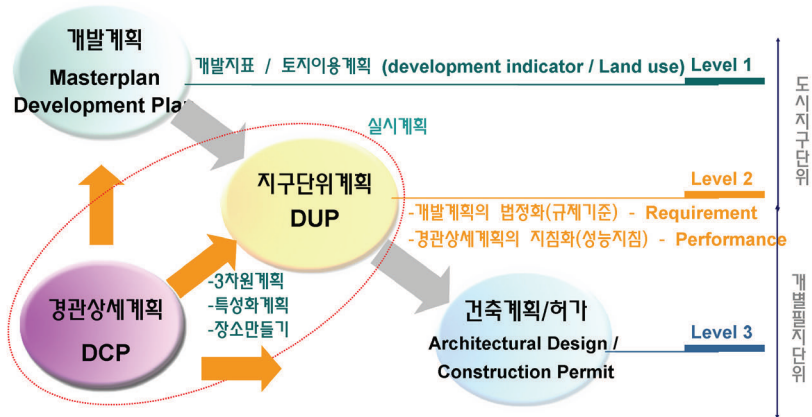 개발계획
Masterplan
Development Plan
개발지표 / 토지이용계획 (development indicator / Land use)
Level 1
실시계획
지구단위계획
DUP
Level 2
-개발계획의 법정화(규제기준) - Requirement
-경관상세계획의 지침화(성능지침) - Performance
경관상세계획
DCP
-3차원계획
-특성화계획
-장소만들기
건축계획/허가
Architectural Design /
Construction Permit
Level 3
도시지구단위
개별필지단위